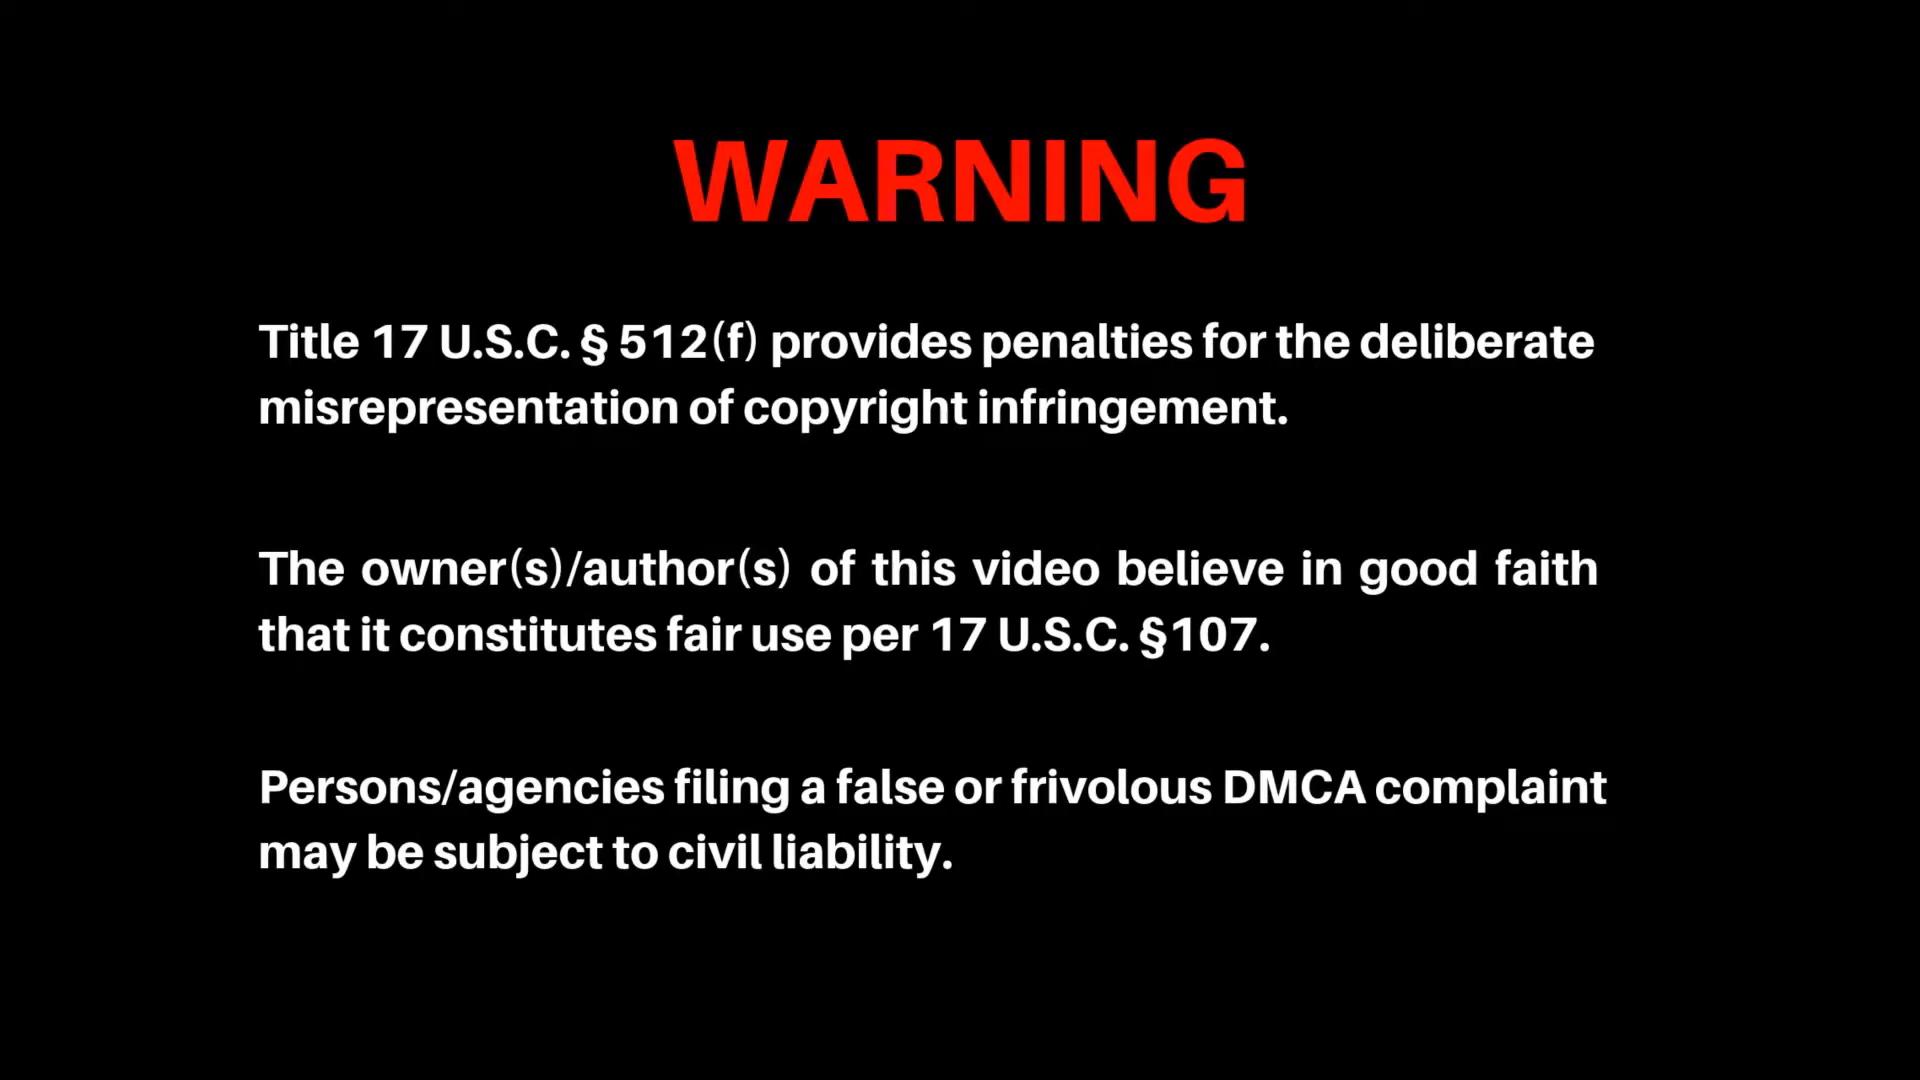 WARNING
Title 17 U.S.C. § 512(f) provides penalties for the deliberate
misrepresentation of copyright infringement.
The owner(s)/author(s) of this video believe in good faith
that it constitutes fair use per 17 U.S.C. §107.
Persons/agencies filing a false or frivolous DMCA complaint
may be subject to civil liability.